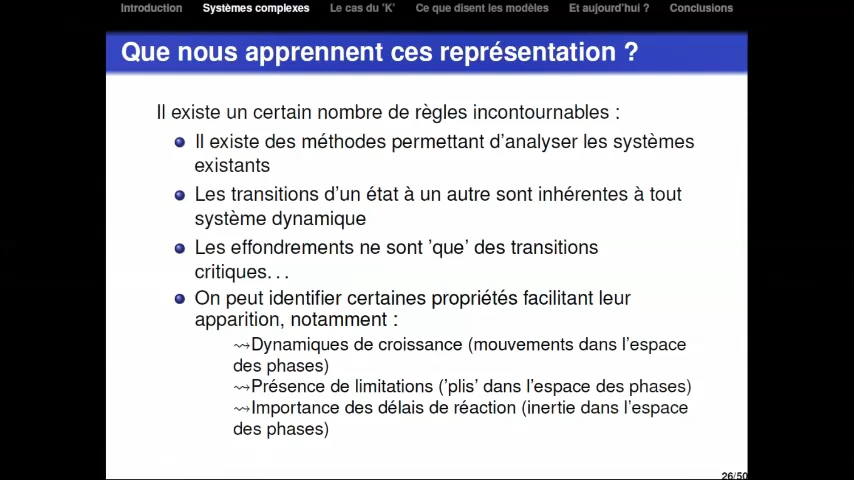 Introduction Systèmes complexes Le cas du 'K' Ce que disent les modèles Et aujourd'hui ? Conclusions
Que nous apprennent ces représentation ?
Il existe un certain nombre de règles incontournables :
Il existe des méthodes permettant d'analyser les systèmes
existants
Les transitions d'un état à un autre sont inhérentes à tout
système dynamique
Les effondrements ne sont 'que' des transitions
critiques. . .
On peut identifier certaines propriétés facilitant leur
apparition, notamment :
⇝Dynamiques de croissance (mouvements dans l'espace
des phases)
⇝Présence de limitations ('plis' dans l'espace des phases)
⇝Importance des délais de réaction (inertie dans l'espace
des phases)
26/50